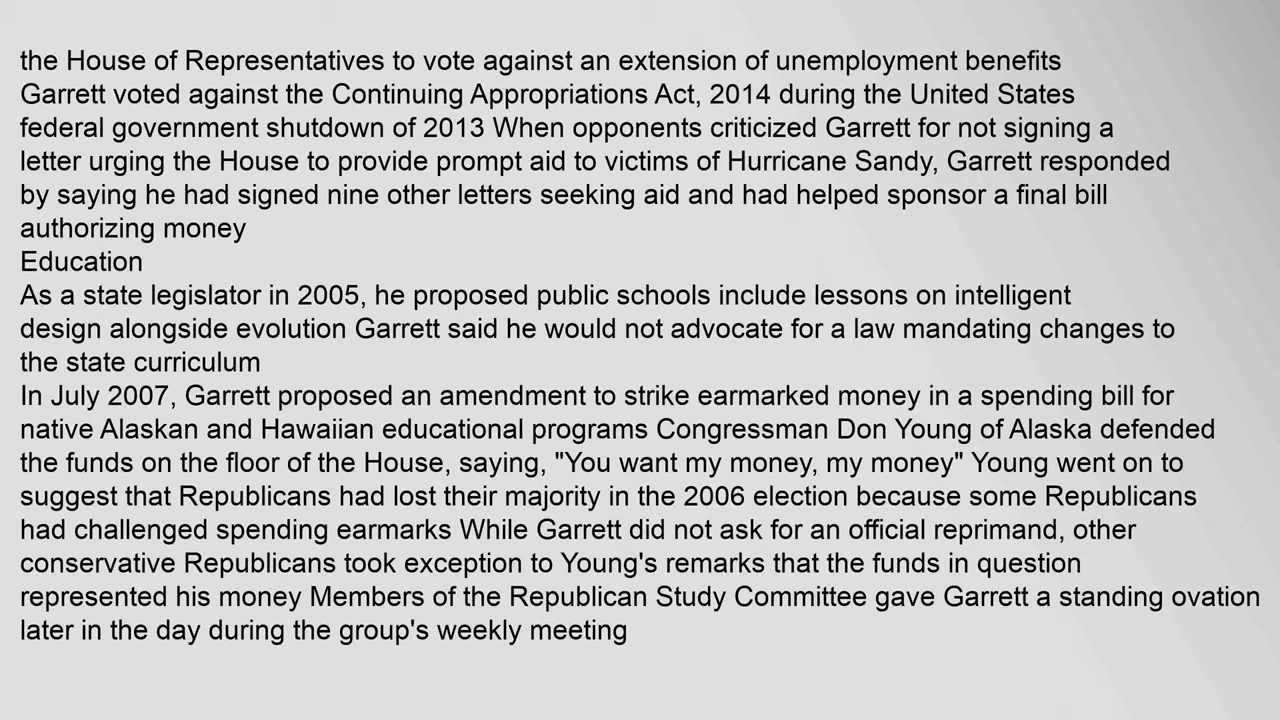 the House of Representatives to vote against an extension of unemployment benefits
Garrett voted against the Continuing Appropriations Act, 2014 during the United States
federal government shutdown of 2013 When opponents criticized Garrett for not signing a
letter urging the House to provide prompt aid to victims of Hurricane Sandy, Garrett responded
by saying he had signed nine other letters seeking aid and had helped sponsor a final bill
authorizing money
Education
As a state legislator in 2005, he proposed public schools include lessons on intelligent
design alongside evolution Garrett said he would not advocate for a law mandating changes to
the state curriculum
In July 2007, Garrett proposed an amendment to strike earmarked money in a spending bill for
native Alaskan and Hawaiian educational programs Congressman Don Young of Alaska defended
the funds on the floor of the House, saying, "You want my money, my money" Young went on to
suggest that Republicans had lost their majority in the 2006 election because some Republicans
had challenged spending earmarks While Garrett did not ask for an official reprimand, other
conservative Republicans took exception to Young's remarks that the funds in question
represented his money Members of the Republican Study Committee gave Garrett a standing ovation
later in the day during the group's weekly meeting